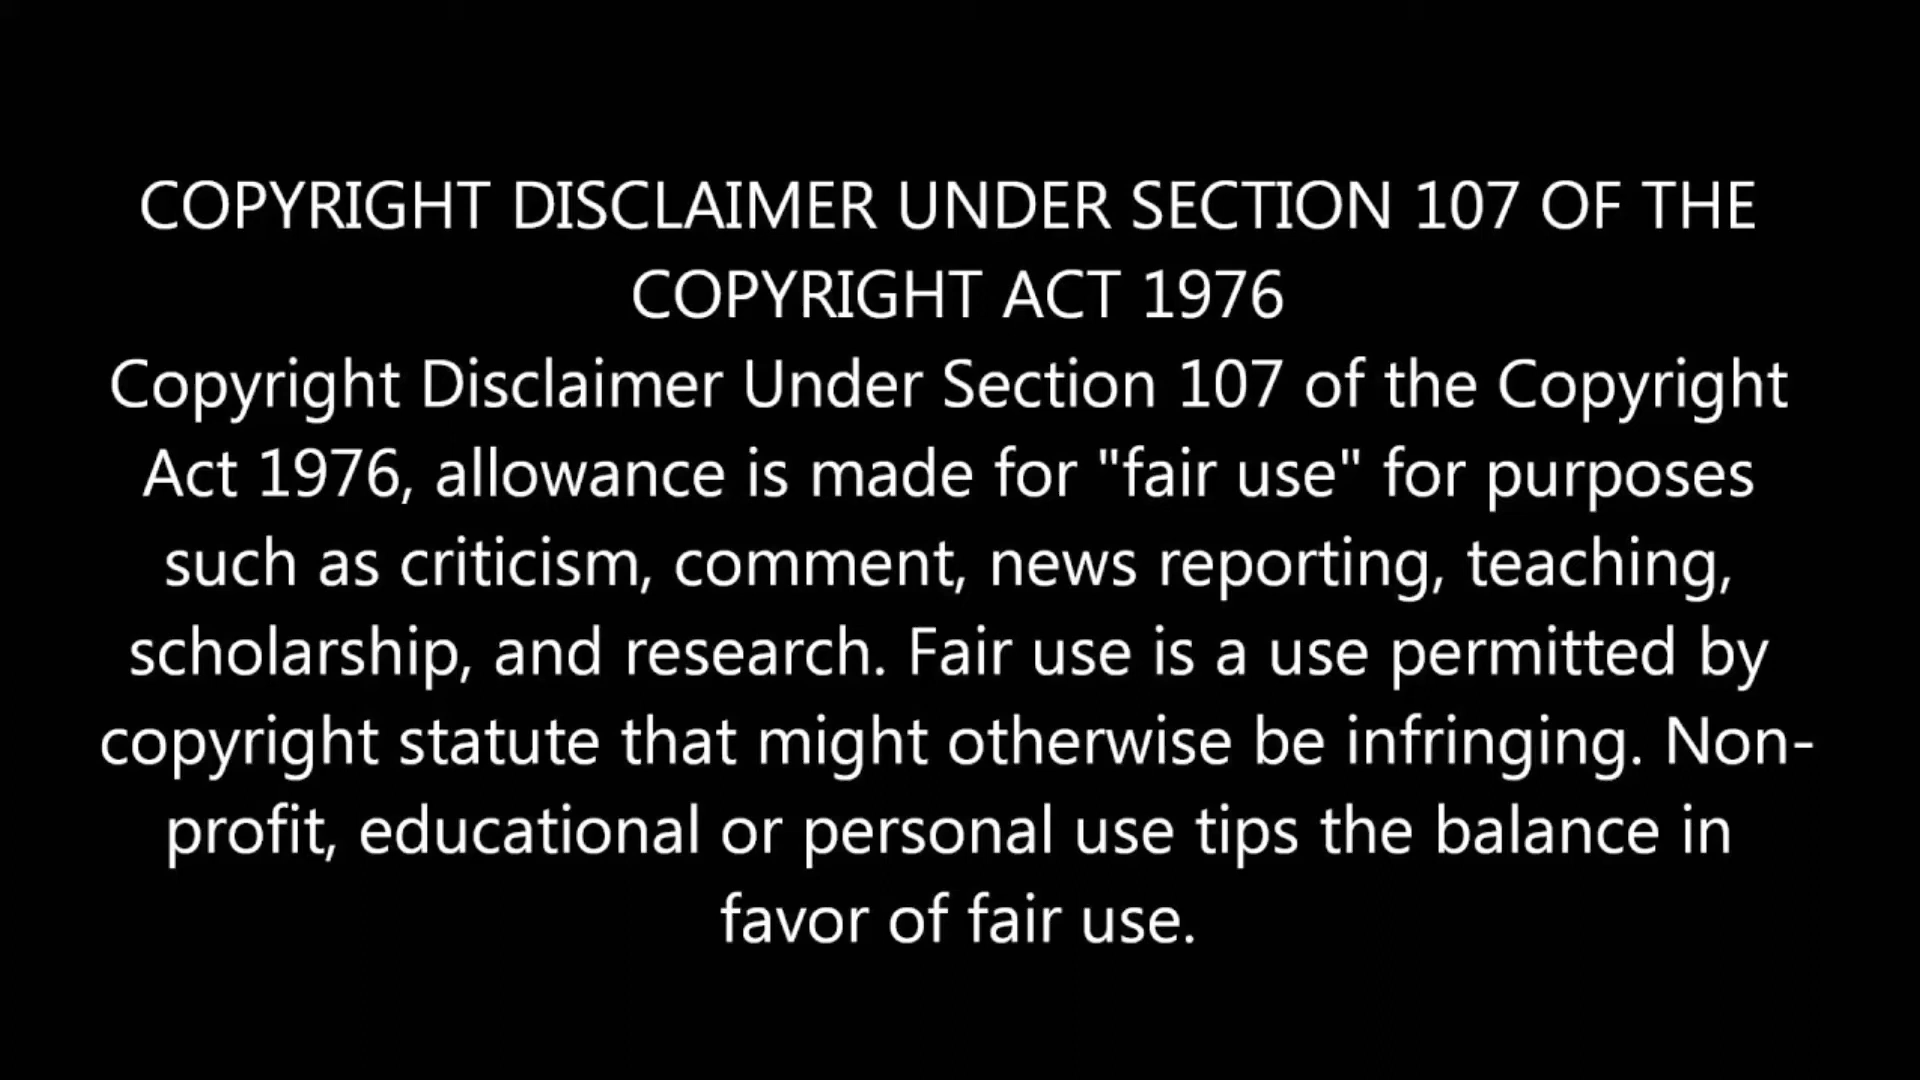 COPYRIGHT DISCLAIMER UNDER SECTION 107 OF THE
COPYRIGHT ACT 1976
Copyright Disclaimer Under Section 107 of the Copyright
Act 1976, allowance is made for "fair use" for purposes
such as criticism, comment, news reporting, teaching,
scholarship, and research. Fair use is a use permitted by
copyright statute that might otherwise be infringing. Non-
profit, educational or personal use tips the balance in
favor of fair use.